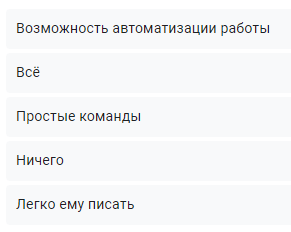 Возможность автоматизации работы
Всё
Простые команды
Ничего
Легко ему писать